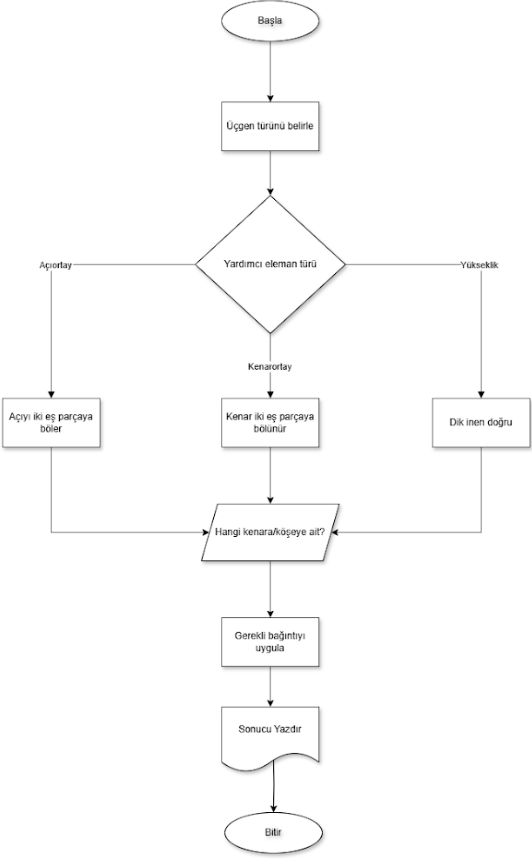 Başla
Üçgen türünü belirle
Yardımcı eleman türü
Açıortay
Yükseklik
Kenarortay
Açıyı iki eş parçaya
böler
Kenar iki eş parçaya
bölünür
Dik inen doğru
Hangi kenara/köşeye ait?
Gerekli bağıntıyı
uygula
Sonucu Yazdır
Bitir